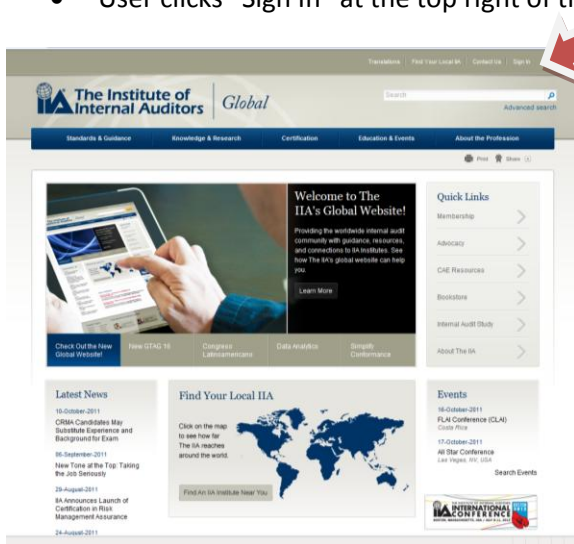 • User clicks "Sign In" at the top right of th
Translations Find Your Local IIA Contact Us Sign In
The Institute of
Internal Auditors Global
Search
Advanced search
Standards & Guidance Knowledge & Research Certification Education & Events About the Profession
Print Share
Welcome to The
IIA's Global Website!
Providing the worldwide internal audit
community with guidance, resources,
and connections to IIA Institutes. See
how The IIA's global website can help
you.
Learn More
Quick Links
Membership
Advocacy
CAE Resources
Bookstore
Internal Audit Study
About The IIA
Check Out the New
Global Website!
New GTAG 16
Congreso
Latinoamericano
Data Analytics
Simplify
Conformance
Latest News
10-October-2011
CRMA Candidates May
Substitute Experience and
Background for Exam
06-September-2011
New Tone at the Top: Taking
the Job Seriously
29-August-2011
IIA Announces Launch of
Certification in Risk
Management Assurance
24-August-2011
Find Your Local IIA
Click on the map
to see how far
The IIA reaches
around the world.
Find An IIA Institute Near You
Events
16-October-2011
FLAI Conference (CLAI)
Costa Rica
17-October-2011
All Star Conference
Las Vegas, NV, USA
Search Events
IIA INTERNATIONAL
CONFERENCE